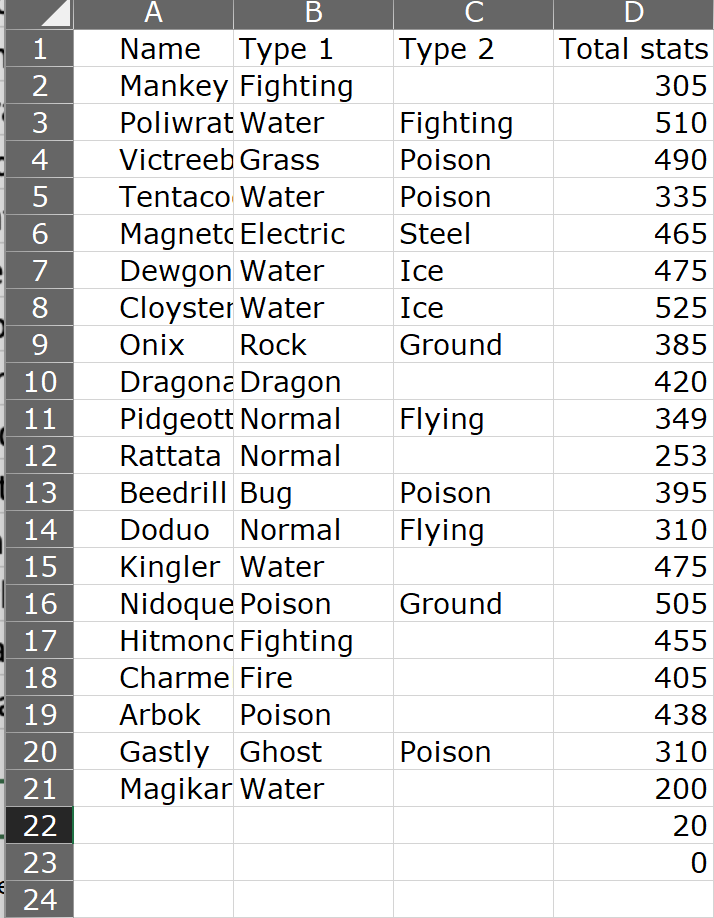 A B C D
1 Name Type 1 Type 2 Total stats
2 Mankey Fighting 305
3 Poliwrat Water Fighting 510
4 Victreeb Grass Poison 490
5 Tentaco Water Poison 335
6 Magneto Electric Steel 465
7 Dewgon Water Ice 475
8 Cloyster Water Ice 525
9 Onix Rock Ground 385
10 Dragona Dragon 420
11 Pidgeott Normal Flying 349
12 Rattata Normal 253
13 Beedrill Bug Poison 395
14 Doduo Normal Flying 310
15 Kingler Water 475
16 Nidoque Poison Ground 505
17 Hitmonc Fighting 455
18 Charme Fire 405
19 Arbok Poison 438
20 Gastly Ghost Poison 310
21 Magikar Water 200
22 20
23 0
24